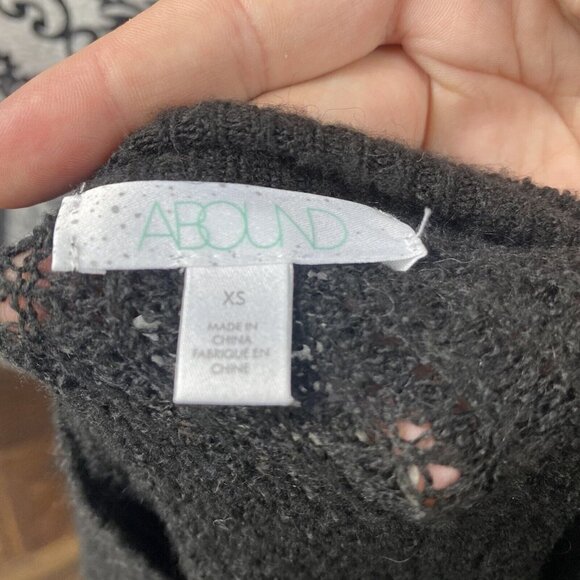 ABOUND
XS
MADE IN
CHINA
FABRIQUÉ EN
CHINE